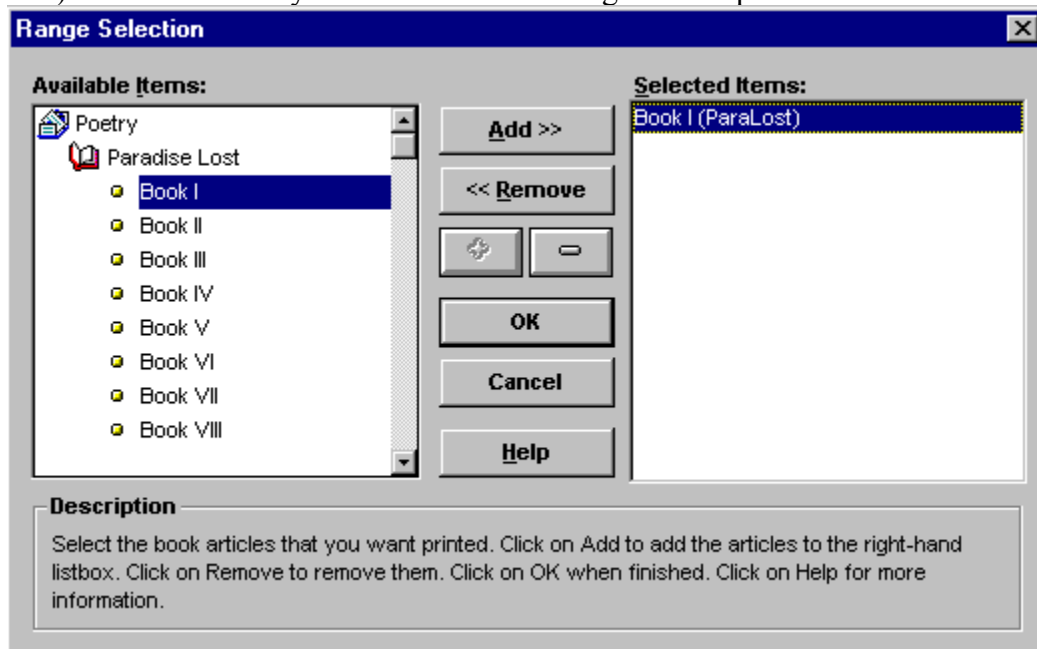 Range Selection
Available Items:
Selected Items:
Poetry
Paradise Lost
Book I
Book II
Book III
Book IV
Book V
Book VI
Book VII
Book VIII
Add >>
<< Remove
OK
Cancel
Help
Book I (ParaLost)
Description
Select the book articles that you want printed. Click on Add to add the articles to the right-hand
listbox. Click on Remove to remove them. Click on OK when finished. Click on Help for more
information.